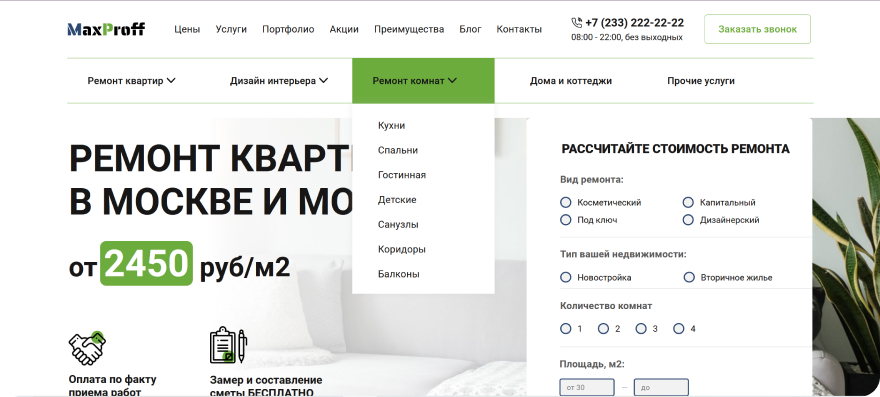 MaxProff
Цены Услуги Портфолио Акции Преимущества Блог Контакты
+7 (233) 222-22-22
08:00 - 22:00, без выходных
Заказать звонок
Ремонт квартир Дизайн интерьера Ремонт комнат Дома и коттеджи Прочие услуги
Кухни
Спальни
Гостинная
Детские
Санузлы
Коридоры
Балконы
РЕМОНТ КВАРТ
В МОСКВЕ И МО
от 2450 руб/м2
Оплата по факту
приема работ
Замер и составление
сметы БЕСПЛАТНО
РАССЧИТАЙТЕ СТОИМОСТЬ РЕМОНТА
Вид ремонта:
Косметический Капитальный
Под ключ Дизайнерский
Тип вашей недвижимости:
Новостройка Вторичное жилье
Количество комнат
1 2 3 4
Площадь, м2:
от 30 — до